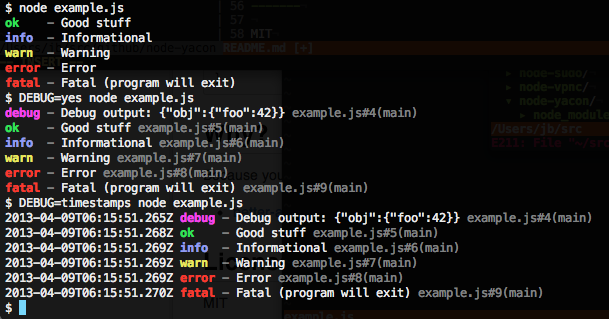 $ node example.js
ok    – Good stuff
info  – Informational
warn  – Warning
error – Error
fatal – Fatal (program will exit)
$ DEBUG=yes node example.js
debug – Debug output: {"obj":{"foo":42}} example.js#4(main)
ok    – Good stuff example.js#5(main)
info  – Informational example.js#6(main)
warn  – Warning example.js#7(main)
error – Error example.js#8(main)
fatal – Fatal (program will exit) example.js#9(main)
$ DEBUG=timestamps node example.js
2013-04-09T06:15:51.265Z debug – Debug output: {"obj":{"foo":42}} example.js#4(main)
2013-04-09T06:15:51.268Z ok    – Good stuff example.js#5(main)
2013-04-09T06:15:51.269Z info  – Informational example.js#6(main)
2013-04-09T06:15:51.269Z warn  – Warning example.js#7(main)
2013-04-09T06:15:51.269Z error – Error example.js#8(main)
2013-04-09T06:15:51.270Z fatal – Fatal (program will exit) example.js#9(main)
$
56
57
58 MIT
README.md [+]
node-vpnc/
▾ node-yacon/
▸ node_module
/Users/jb/src
MIT
example.js